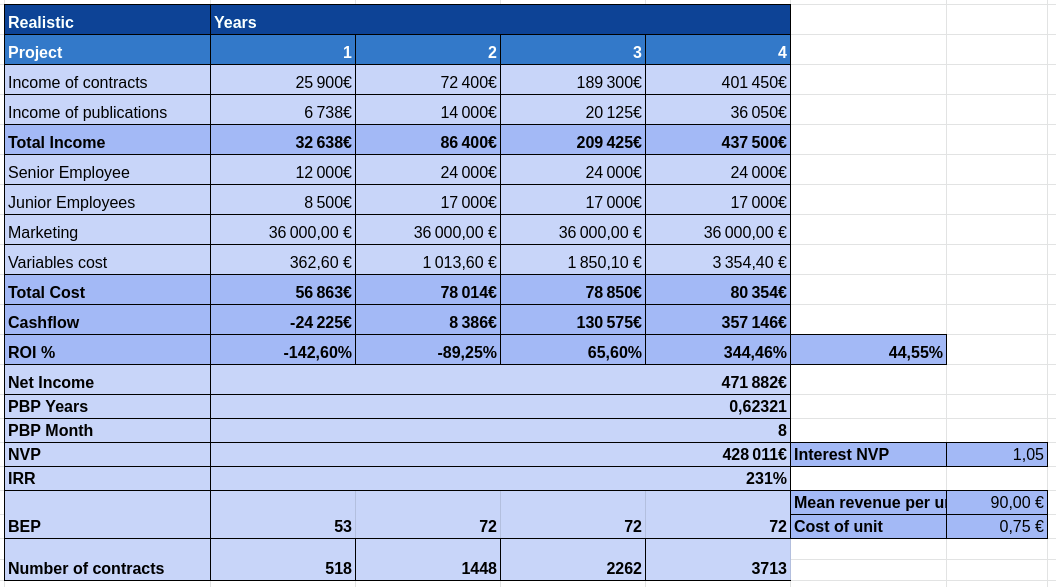 Realistic Years
Project 1 2 3 4
Income of contracts 25 900€ 72 400€ 189 300€ 401 450€
Income of publications 6 738€ 14 000€ 20 125€ 36 050€
Total Income 32 638€ 86 400€ 209 425€ 437 500€
Senior Employee 12 000€ 24 000€ 24 000€ 24 000€
Junior Employees 8 500€ 17 000€ 17 000€ 17 000€
Marketing 36 000,00 € 36 000,00 € 36 000,00 € 36 000,00 €
Variables cost 362,60 € 1 013,60 € 1 850,10 € 3 354,40 €
Total Cost 56 863€ 78 014€ 78 850€ 80 354€
Cashflow -24 225€ 8 386€ 130 575€ 357 146€
ROI % -142,60% -89,25% 65,60% 344,46% 44,55%
Net Income 471 882€
PBP Years 0,62321
PBP Month 8
NVP 428 011€ Interest NVP 1,05
IRR 231%
Mean revenue per 90,00 €
BEP 53 72 72 72 Cost of unit 0,75 €
Number of contracts 518 1448 2262 3713